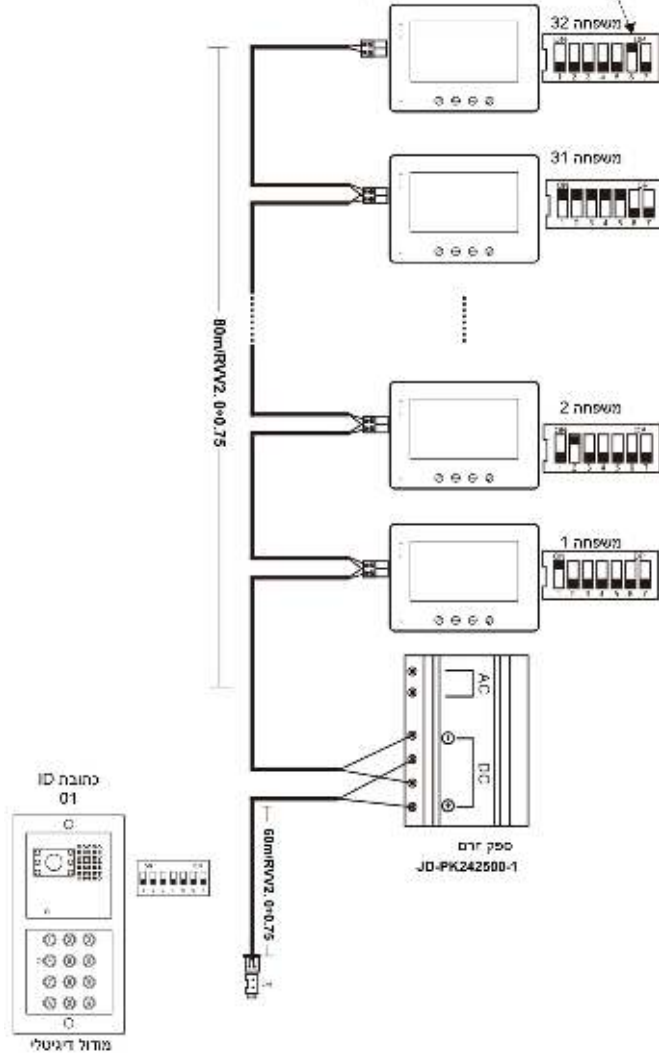 משפחה 32
משפחה 31
80m/RVV2. 0*0.75
משפחה 2
משפחה 1
AC
DC
ספק זרם
JD-PK242500-1
כתובת ID
01
60m/RVV2. 0*0.75
מודול דיגיטלי